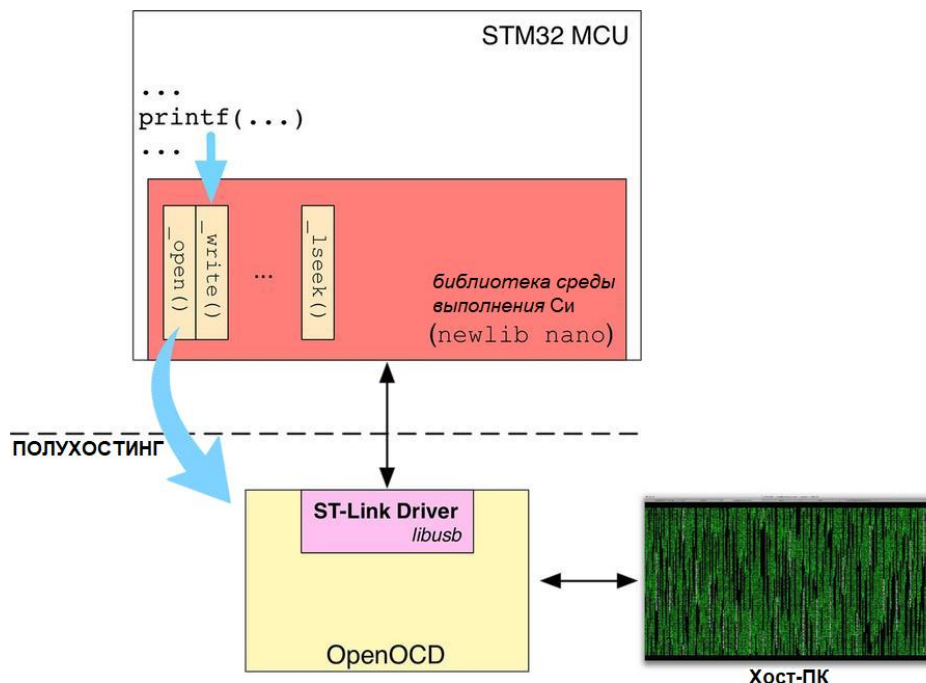 STM32 MCU
...
printf(...)
...
_open()
_write()
...
_lseek()
библиотека среды
выполнения Си
(newlib nano)
ПОЛУХОСТИНГ
ST-Link Driver
libusb
OpenOCD
Хост-ПК